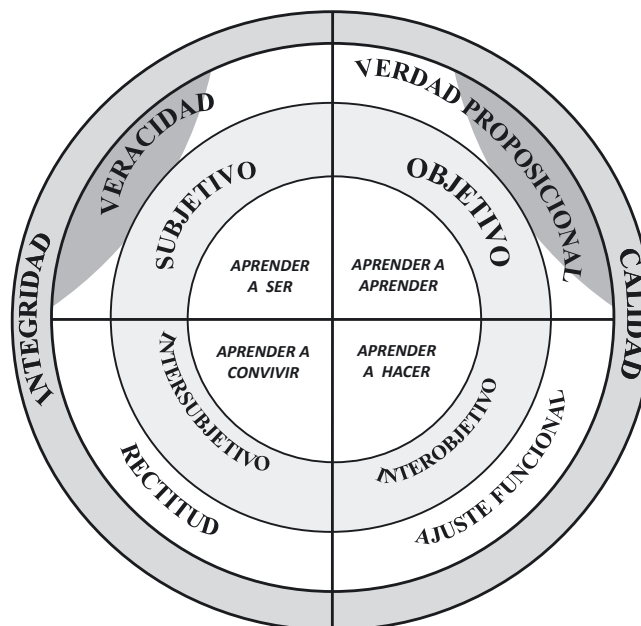 VERACIDAD
VERDAD PROPOSICIONAL
SUBJETIVO
OBJETIVO
INTEGRIDAD
CALIDAD
APRENDER
A SER
APRENDER A
APRENDER
APRENDER A
CONVIVIR
APRENDER
A HACER
INTERSUBJETIVO
INTEROBJETIVO
RECTITUD
AJUSTE FUNCIONAL